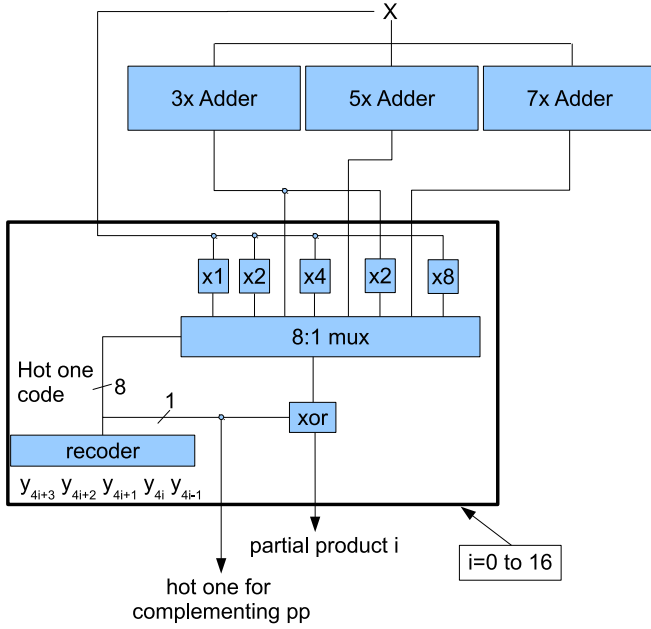 X
3x Adder
5x Adder
7x Adder
x1
x2
x4
x2
x8
8:1 mux
Hot one
code
8
1
xor
recoder
y4i+3 y4i+2 y4i+1 y4i y4i-1
partial product i
i=0 to 16
hot one for
complementing pp